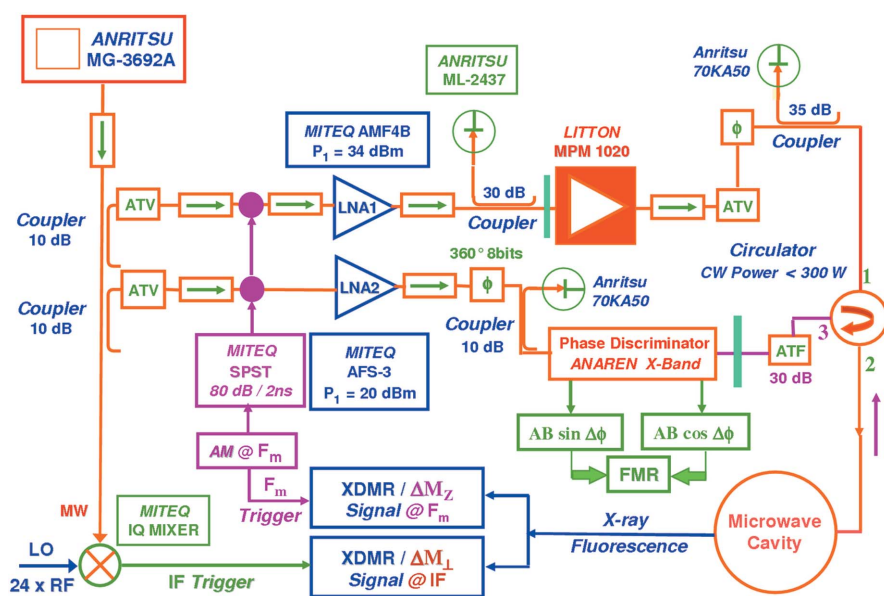 ANRITSU
MG-3692A
ANRITSU
ML-2437
Anritsu
70KA50
MITEQ AMF4B
P1 = 34 dBm
LITTON
MPM 1020
35 dB
Coupler
ϕ
ATV
LNA1
30 dB
Coupler
ATV
Coupler
10 dB
360° 8bits
Circulator
CW Power < 300 W
1
ATV
LNA2
ϕ
Anritsu
70KA50
Coupler
10 dB
Coupler
10 dB
3
2
MITEQ
SPST
80 dB / 2ns
MITEQ
AFS-3
P1 = 20 dBm
Phase Discriminator
ANAREN X-Band
ATF
30 dB
AB sin Δϕ
AB cos Δϕ
AM @ Fm
FMR
Fm
Trigger
XDMR / ΔMZ
Signal @ Fm
MW
MITEQ
IQ MIXER
X-ray
Fluorescence
Microwave
Cavity
LO
24 x RF
IF Trigger
XDMR / ΔM⊥
Signal @ IF